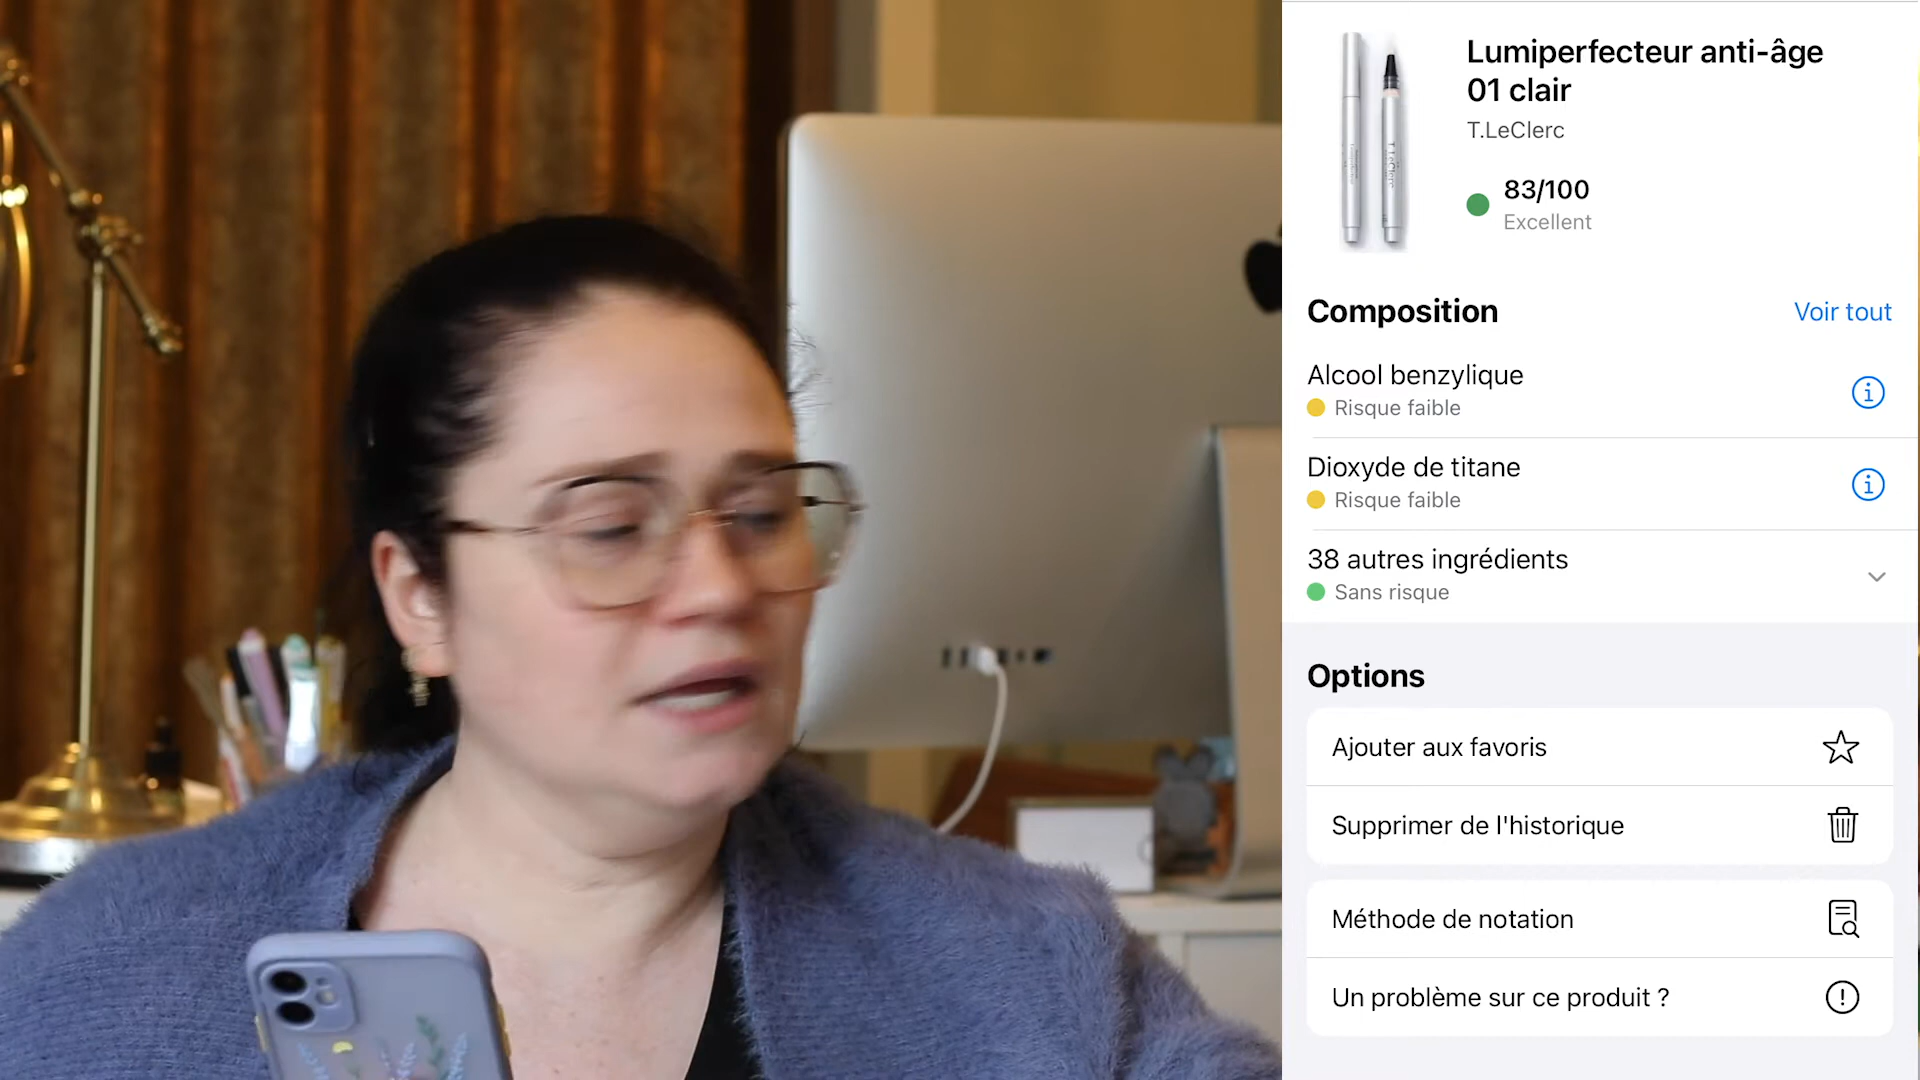 Lumiperfecteur anti-âge
01 clair
T.LeClerc
83/100
Excellent
Composition
Voir tout
Alcool benzylique
Risque faible
Dioxyde de titane
Risque faible
38 autres ingrédients
Sans risque
Options
Ajouter aux favoris
Supprimer de l'historique
Méthode de notation
Un problème sur ce produit ?